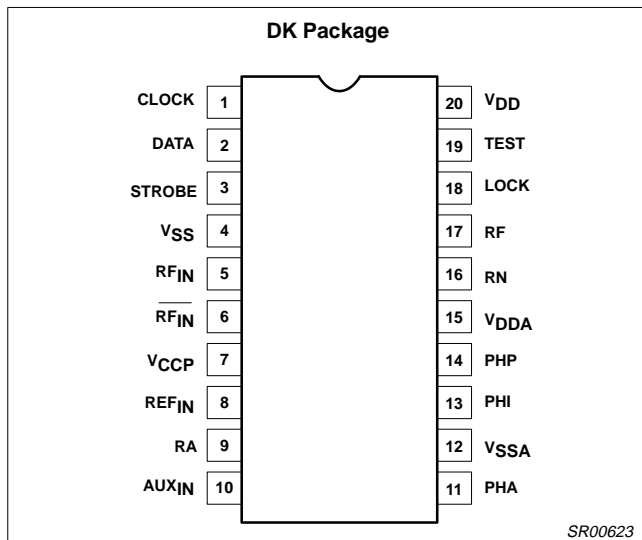 DK Package
CLOCK 1 20 VDD
DATA 2 19 TEST
STROBE 3 18 LOCK
VSS 4 17 RF
RFIN 5 16 RN
RFIN 6 15 VDDA
VCCP 7 14 PHP
REFIN 8 13 PHI
RA 9 12 VSSA
AUXIN 10 11 PHA
SR00623